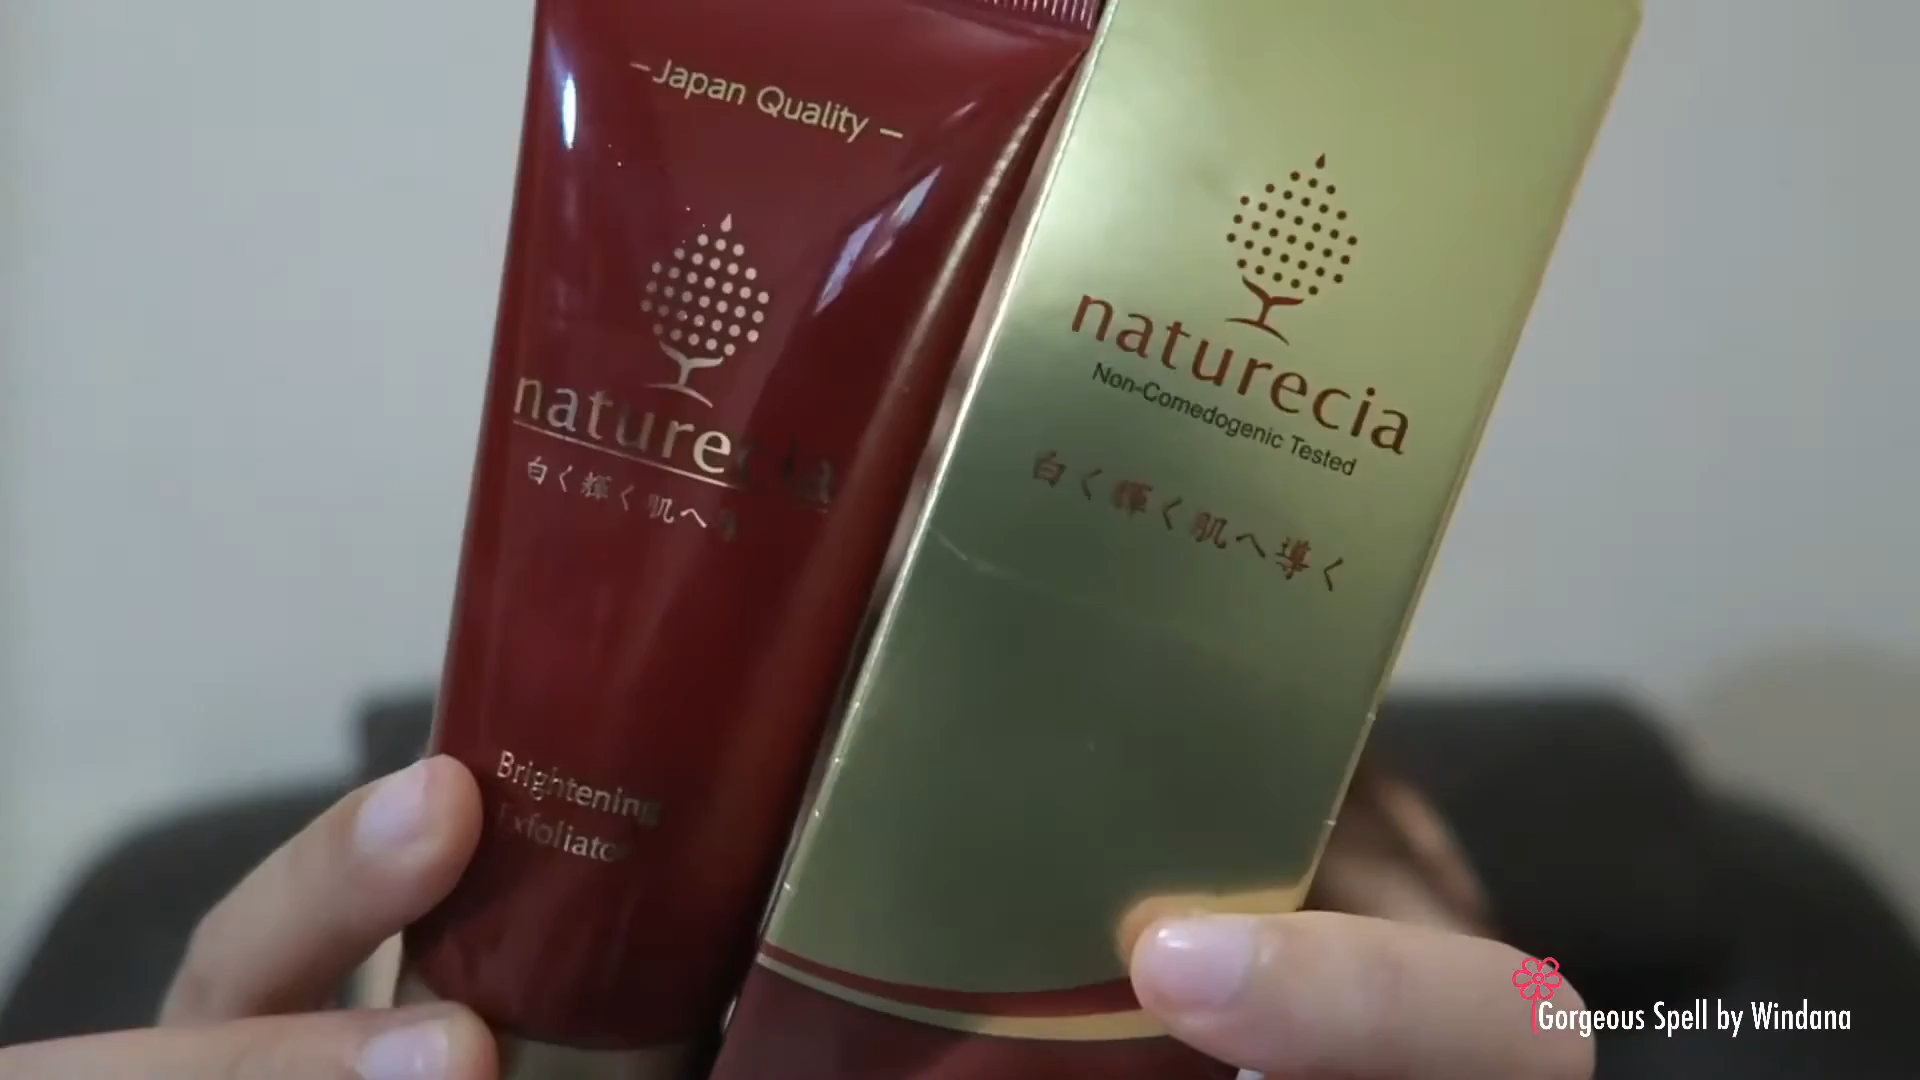 –Japan Quality –
naturecia
白く輝く肌へ導
Brightening
Exfoliator
naturecia
Non-Comedogenic Tested
白く輝く肌へ導く
Gorgeous Spell by Windana